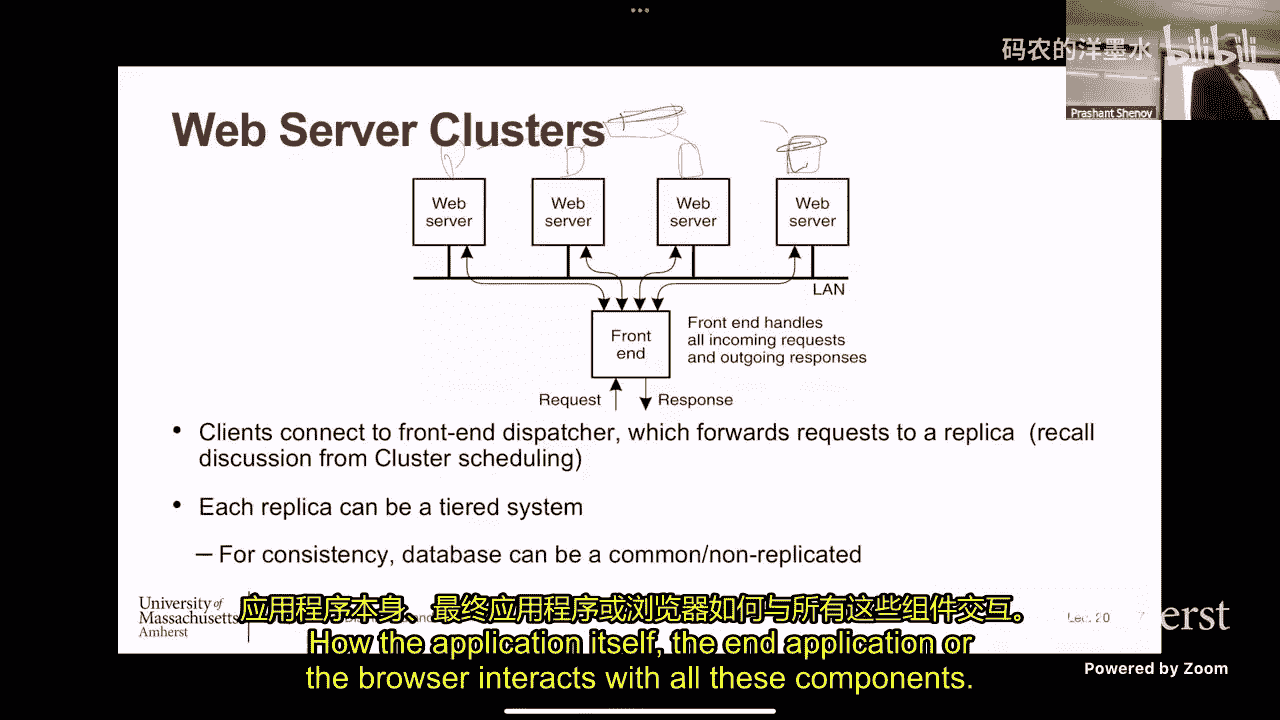 码农的洋墨水 bilibili
Prashant Shenoy
Web Server Clusters
Web server
Web server
Web server
Web server
LAN
Front end
Front end handles
all incoming requests
and outgoing responses
Request
Response
• Clients connect to front-end dispatcher, which forwards requests to a replica (recall
discussion from Cluster scheduling)
• Each replica can be a tiered system
– For consistency, database can be a common/non-replicated
University of
Massachusetts
Amherst
Lec. 20
7
erst
应用程序本身、最终应用程序或浏览器如何与所有这些组件交互。
How the application itself, the end application or
the browser interacts with all these components.
Powered by Zoom